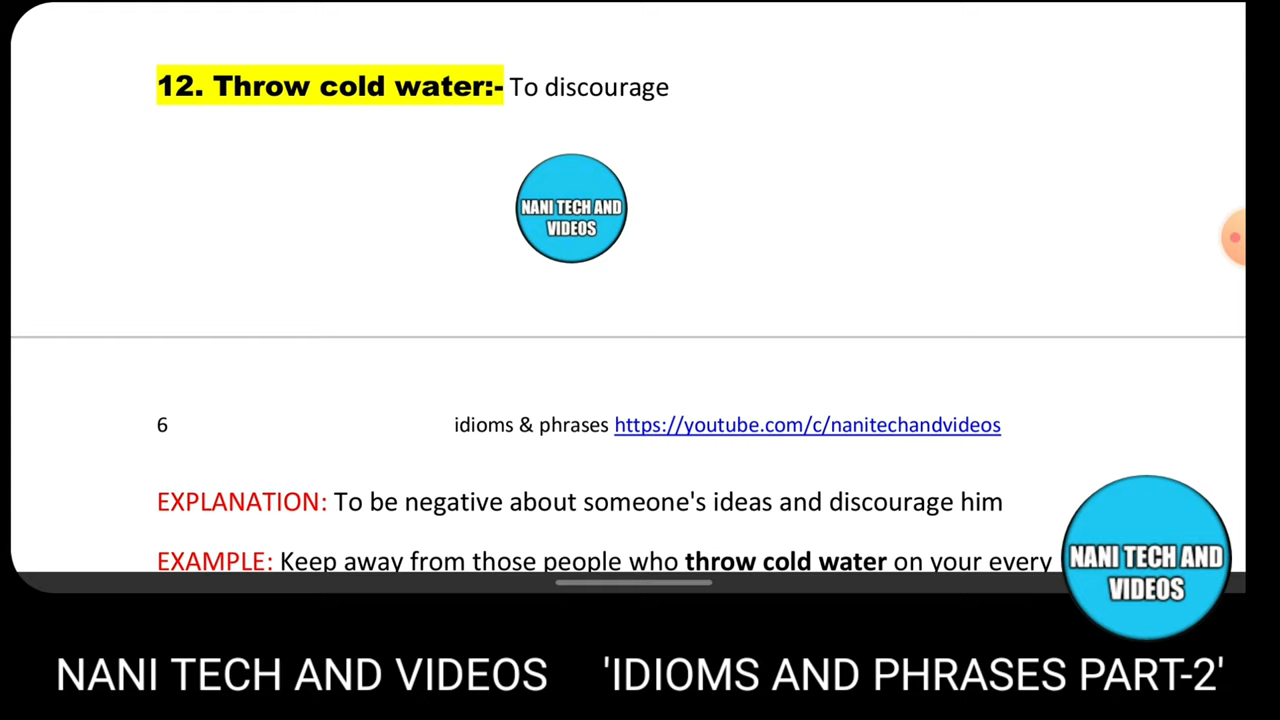 12. Throw cold water:- To discourage
NANI TECH AND
VIDEOS
6 idioms & phrases https://youtube.com/c/nanitechandvideos
EXPLANATION: To be negative about someone's ideas and discourage him
EXAMPLE: Keep away from those people who throw cold water on your every
NANI TECH AND
VIDEOS
NANI TECH AND VIDEOS 'IDIOMS AND PHRASES PART-2'